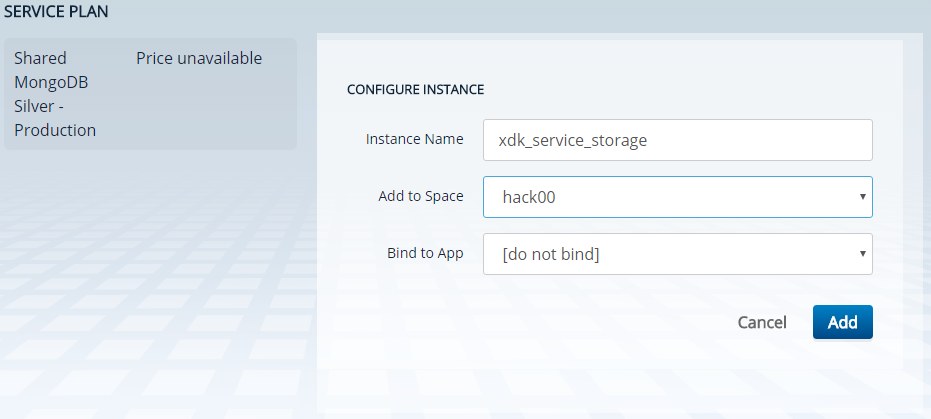 SERVICE PLAN
Shared
MongoDB
Silver -
Production
Price unavailable
CONFIGURE INSTANCE
Instance Name
xdk_service_storage
Add to Space
hack00
Bind to App
[do not bind]
Cancel
Add